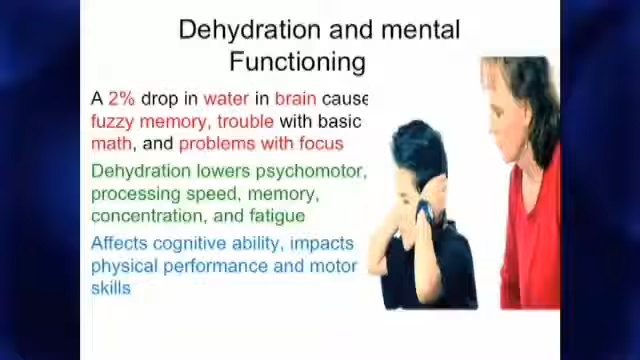 Dehydration and mental
Functioning
A 2% drop in water in brain cause
fuzzy memory, trouble with basic
math, and problems with focus
Dehydration lowers psychomotor,
processing speed, memory,
concentration, and fatigue
Affects cognitive ability, impacts
physical performance and motor
skills